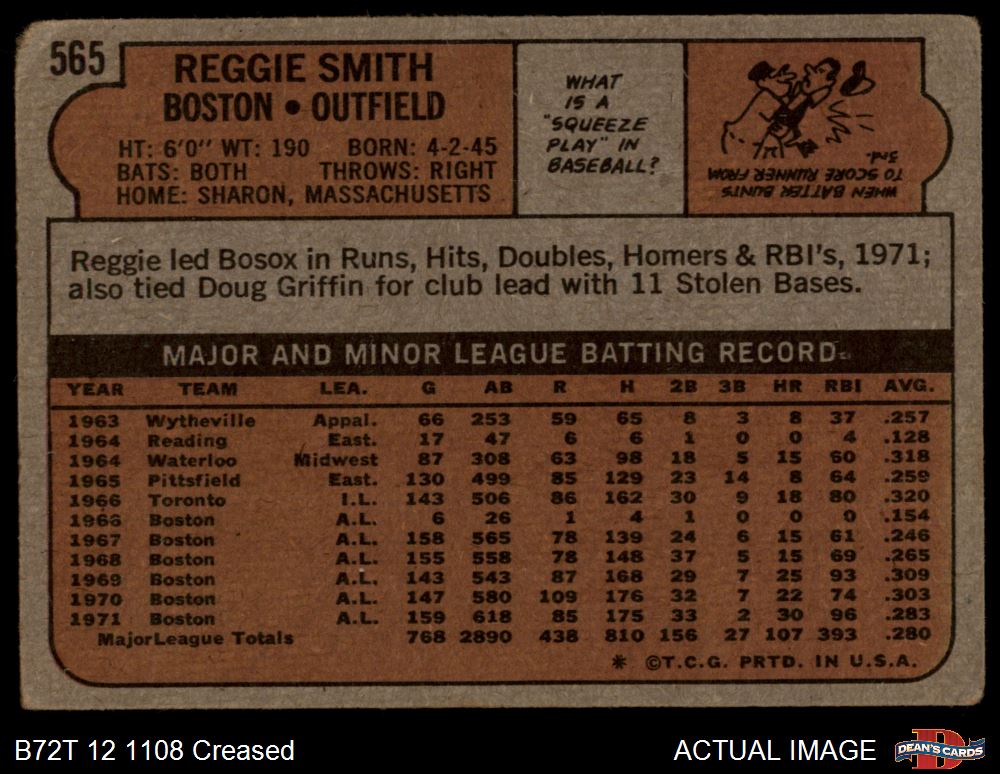 565
REGGIE SMITH
BOSTON • OUTFIELD
HT: 6'0" WT: 190 BORN: 4-2-45
BATS: BOTH THROWS: RIGHT
HOME: SHARON, MASSACHUSETTS
WHAT
IS A
"SQUEEZE
PLAY" IN
BASEBALL?
WHEN BATTER BUNTS
TO SCORE RUNNER FROM
3rd.
Reggie led Bosox in Runs, Hits, Doubles, Homers & RBI's, 1971;
also tied Doug Griffin for club lead with 11 Stolen Bases.
MAJOR AND MINOR LEAGUE BATTING RECORD
YEAR TEAM LEA. G AB R H 2B 3B HR RBI AVG.
1963 Wytheville Appal. 66 253 59 65 8 3 8 37 .257
1964 Reading East. 17 47 6 6 1 0 0 4 .128
1964 Waterloo Midwest 87 308 63 98 18 5 15 60 .318
1965 Pittsfield East. 130 499 85 129 23 14 8 64 .259
1966 Toronto I.L. 143 506 86 162 30 9 18 80 .320
1966 Boston A.L. 6 26 1 4 1 0 0 0 .154
1967 Boston A.L. 158 565 78 139 24 6 15 61 .246
1968 Boston A.L. 155 558 78 148 37 5 15 69 .265
1969 Boston A.L. 143 543 87 168 29 7 25 93 .309
1970 Boston A.L. 147 580 109 176 32 7 22 74 .303
1971 Boston A.L. 159 618 85 175 33 2 30 96 .283
Major League Totals 768 2890 438 810 156 27 107 393 .280
* ©T.C.G. PRTD. IN U.S.A.
B72T 12 1108 Creased
ACTUAL IMAGE
D
DEAN'S CARDS